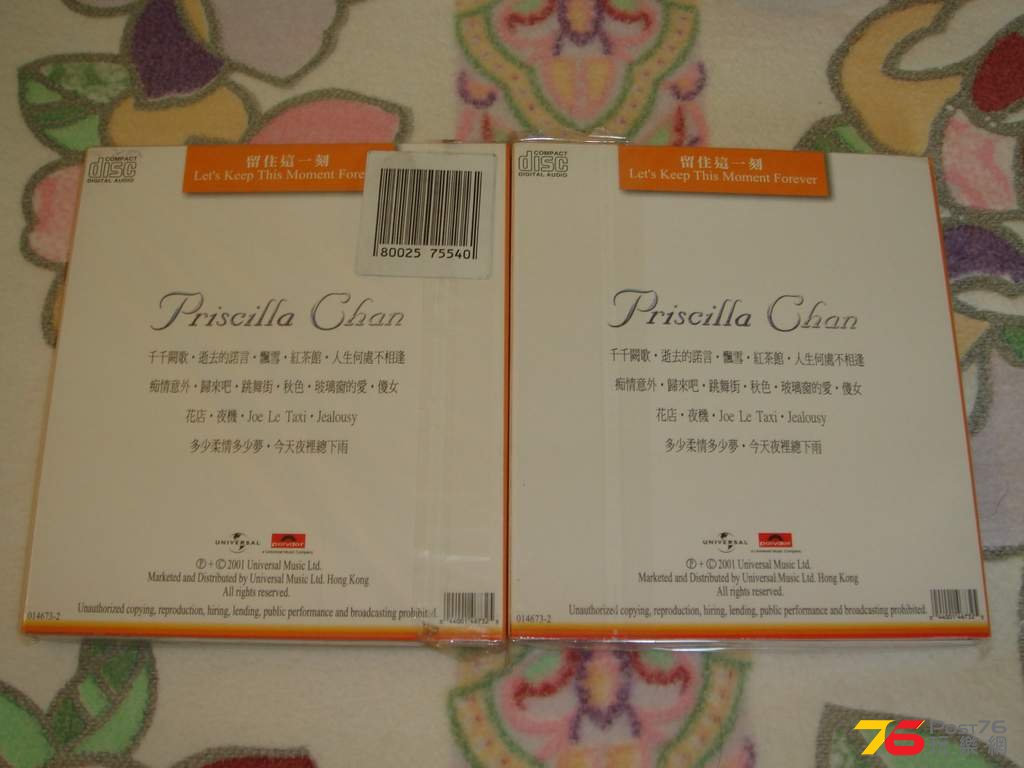 COMPACT
disc
DIGITAL AUDIO
留住這一刻
Let's Keep This Moment Fore
80025 75540
Priscilla Chan
千千闕歌•逝去的諾言•飄雪•紅茶館•人生何處不相逢
痴情意外•歸來吧•跳舞街•秋色•玻璃窗的愛•傻女
花店•夜機•Joe Le Taxi•Jealousy
多少柔情多少夢•今天夜裡總下雨
UNIVERSAL
polydor
a Universal Music Company
Ⓟ + © 2001 Universal Music Ltd.
Marketed and Distributed by Universal Music Ltd. Hong Kong
All rights reserved.
Unauthorized copying, reproduction, hiring, lending, public performance and broadcasting prohibited.
014673-2
COMPACT
disc
DIGITAL AUDIO
留住這一刻
Let's Keep This Moment Forever
Priscilla Chan
千千闕歌•逝去的諾言•飄雪•紅茶館•人生何處不相逢
痴情意外•歸來吧•跳舞街•秋色•玻璃窗的愛•傻女
花店•夜機•Joe Le Taxi•Jealousy
多少柔情多少夢•今天夜裡總下雨
UNIVERSAL
polydor
a Universal Music Company
Ⓟ + © 2001 Universal Music Ltd.
Marketed and Distributed by Universal Music Ltd. Hong Kong
All rights reserved.
Unauthorized copying, reproduction, hiring, lending, public performance and broadcasting prohibited.
014673-2
76 Post76